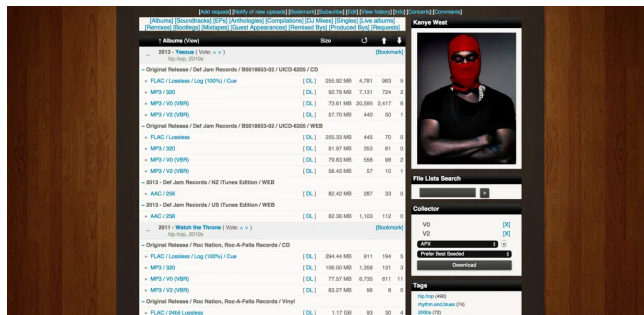 [Add request] [Notify of new uploads] [Bookmark] [Subscribe] [Edit] [View history] [Info] [Concerts] [Comments]
[Albums] [Soundtracks] [EPs] [Anthologies] [Compilations] [DJ Mixes] [Singles] [Live albums]
[Remixes] [Bootlegs] [Mixtapes] [Guest Appearances] [Remixed Bys] [Produced Bys] [Requests]
↑ Albums (View) Size
2013 - Yeezus (Vote: ∧ ∨) [Bookmark]
hip.hop, 2010s
– Original Release / Def Jam Records / B0018653-02 / UICD-6205 / CD
» FLAC / Lossless / Log (100%) / Cue [ DL ] 255.92 MB 4,781 963 5
» MP3 / 320 [ DL ] 92.79 MB 7,131 724 2
» MP3 / V0 (VBR) [ DL ] 73.61 MB 20,595 2,417 6
» MP3 / V2 (VBR) [ DL ] 57.70 MB 440 50 1
– Original Release / Def Jam Records / B0018653-02 / UICD-6205 / WEB
» FLAC / Lossless [ DL ] 255.33 MB 445 70 0
» MP3 / 320 [ DL ] 91.97 MB 353 61 0
» MP3 / V0 (VBR) [ DL ] 79.83 MB 558 98 2
» MP3 / V2 (VBR) [ DL ] 58.43 MB 57 10 1
– 2013 - Def Jam Records / NZ iTunes Edition / WEB
» AAC / 256 [ DL ] 82.42 MB 287 33 0
– 2013 - Def Jam Records / US iTunes Edition / WEB
» AAC / 256 [ DL ] 82.36 MB 1,103 112 0
2011 - Watch the Throne (Vote: ∧ ∨) [Bookmark]
hip.hop, 2010s
– Original Release / Roc Nation, Roc-A-Fella Records / CD
» FLAC / Lossless / Log (100%) / Cue [ DL ] 294.44 MB 911 194 5
» MP3 / 320 [ DL ] 106.00 MB 1,358 131 3
» MP3 / V0 (VBR) [ DL ] 77.57 MB 6,735 611 11
» MP3 / V2 (VBR) [ DL ] 63.27 MB 96 8 0
– Original Release / Roc Nation, Roc-A-Fella Records / Vinyl
» FLAC / 24bit Lossless [ DL ] 1.17 GB 93 30 4
Kanye West
File Lists Search
>
Collector
V0 [X]
V2 [X]
APX
Prefer Best Seeded
Download
Tags
hip.hop (490)
rhythm.and.blues (74)
2000s (72)